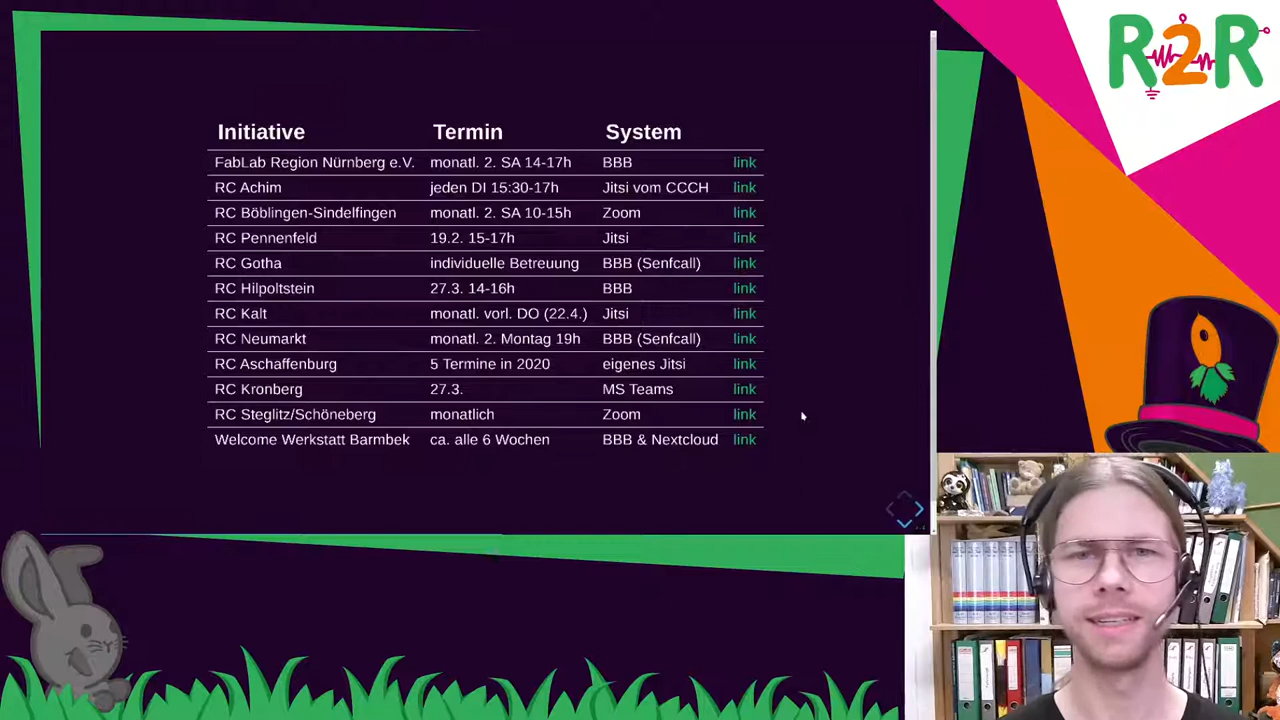 R2R
Initiative Termin System
FabLab Region Nürnberg e.V. monatl. 2. SA 14-17h BBB link
RC Achim jeden DI 15:30-17h Jitsi vom CCCH link
RC Böblingen-Sindelfingen monatl. 2. SA 10-15h Zoom link
RC Pennenfeld 19.2. 15-17h Jitsi link
RC Gotha individuelle Betreuung BBB (Senfcall) link
RC Hilpoltstein 27.3. 14-16h BBB link
RC Kalt monatl. vorl. DO (22.4.) Jitsi link
RC Neumarkt monatl. 2. Montag 19h BBB (Senfcall) link
RC Aschaffenburg 5 Termine in 2020 eigenes Jitsi link
RC Kronberg 27.3. MS Teams link
RC Steglitz/Schöneberg monatlich Zoom link
Welcome Werkstatt Barmbek ca. alle 6 Wochen BBB & Nextcloud link